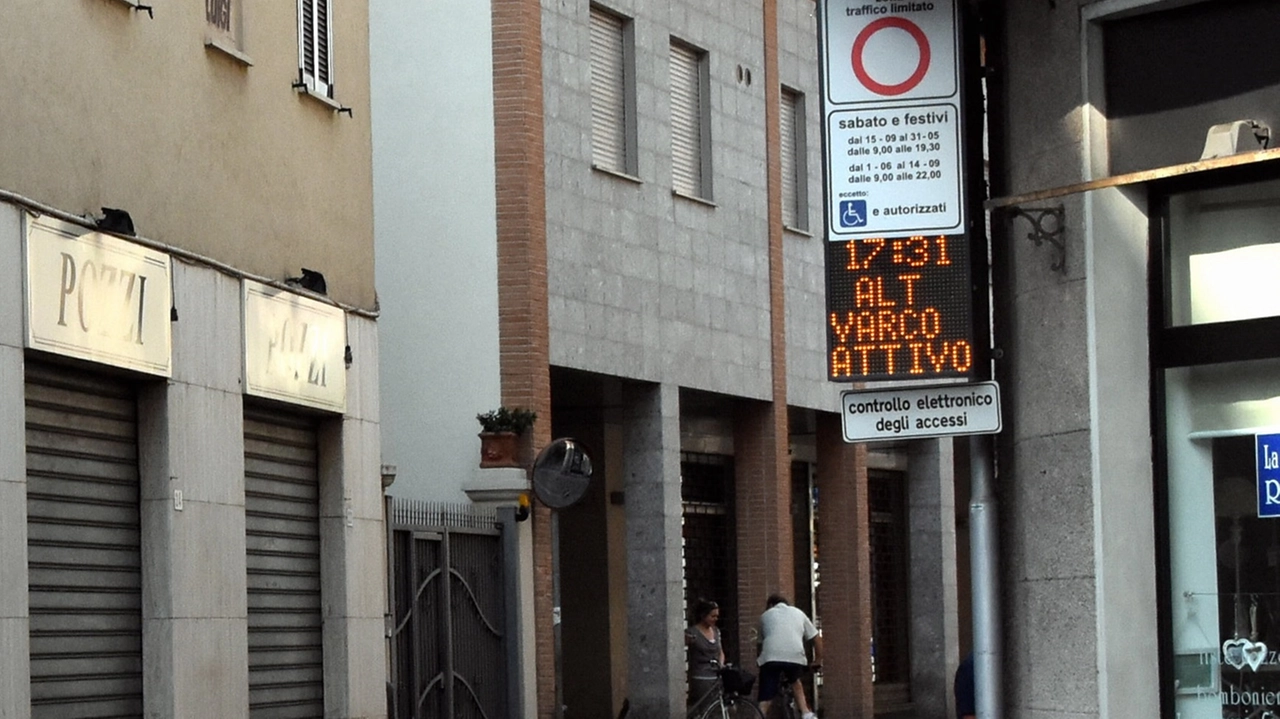 POZZI
POZZI
traffico limitato
sabato e festivi
dal 15 - 09 al 31 - 05
dalle 9,00 alle 19,30
dal 1 - 06 al 14 - 09
dalle 9,00 alle 22,00
eccetto:
e autorizzati
17:31
ALT
VARCO
ATTIVO
controllo elettronico
degli accessi
La
R